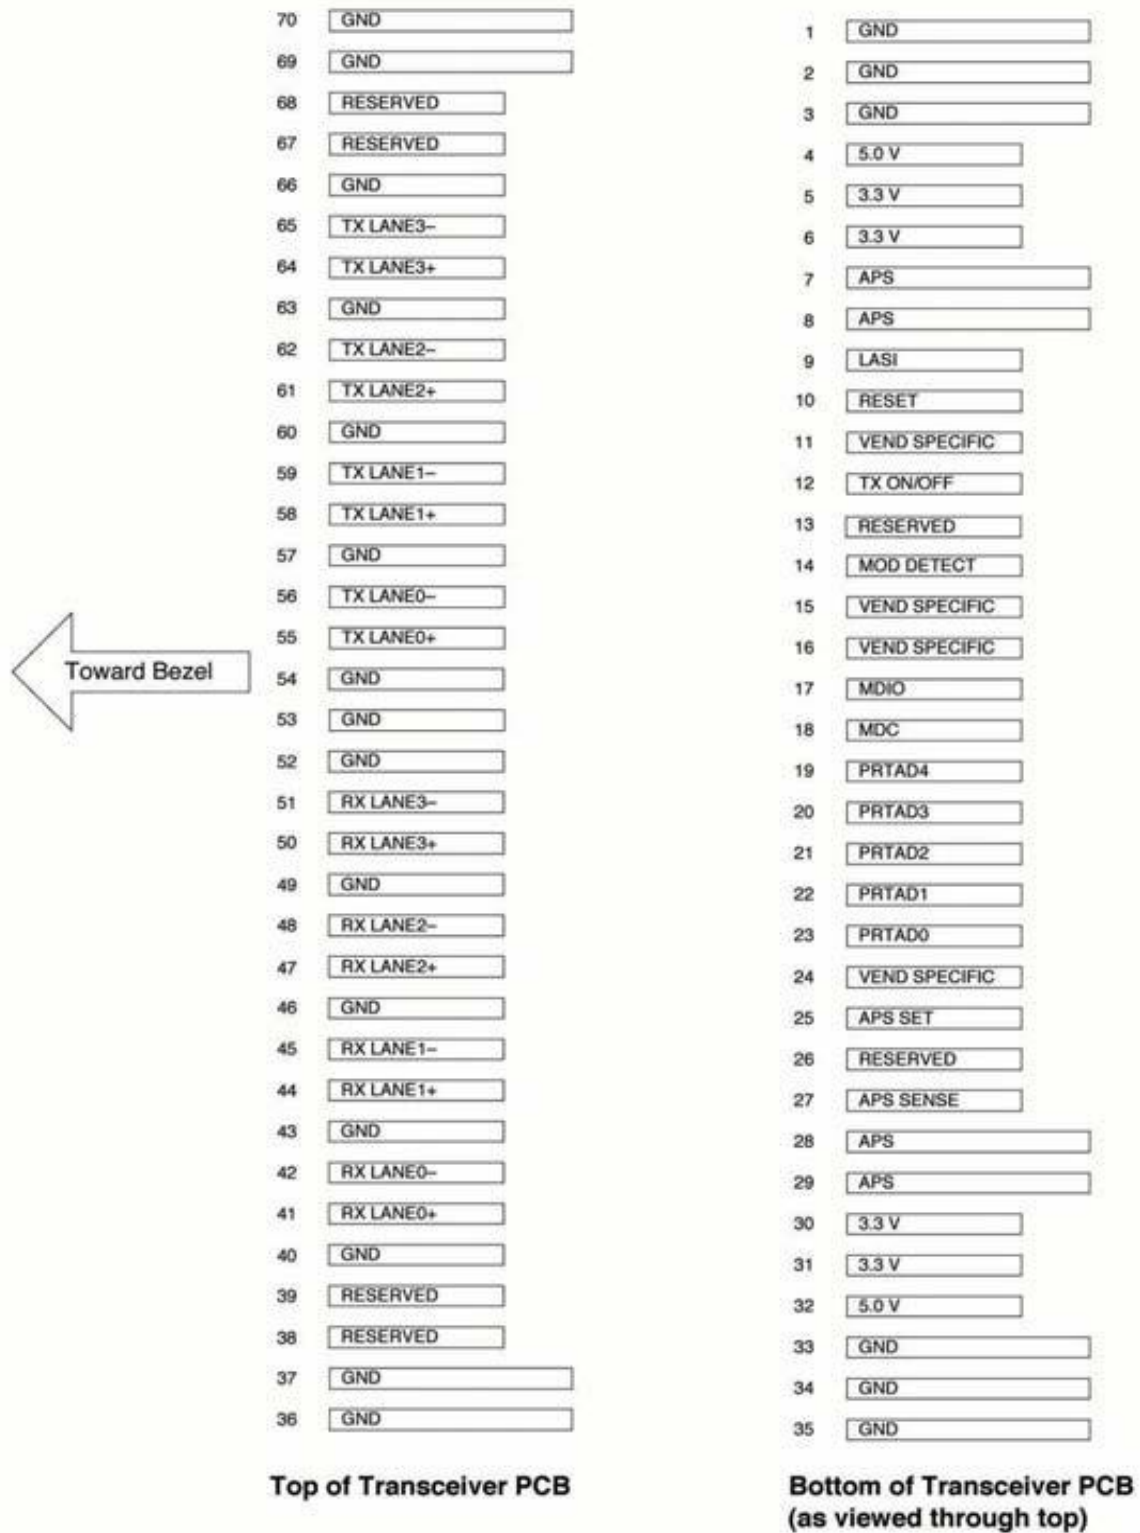 70 GND
69 GND
68 RESERVED
67 RESERVED
66 GND
65 TX LANE3–
64 TX LANE3+
63 GND
62 TX LANE2–
61 TX LANE2+
60 GND
59 TX LANE1–
58 TX LANE1+
57 GND
56 TX LANE0–
55 TX LANE0+
54 GND
53 GND
52 GND
51 RX LANE3–
50 RX LANE3+
49 GND
48 RX LANE2–
47 RX LANE2+
46 GND
45 RX LANE1–
44 RX LANE1+
43 GND
42 RX LANE0–
41 RX LANE0+
40 GND
39 RESERVED
38 RESERVED
37 GND
36 GND
Toward Bezel
Top of Transceiver PCB
1 GND
2 GND
3 GND
4 5.0 V
5 3.3 V
6 3.3 V
7 APS
8 APS
9 LASI
10 RESET
11 VEND SPECIFIC
12 TX ON/OFF
13 RESERVED
14 MOD DETECT
15 VEND SPECIFIC
16 VEND SPECIFIC
17 MDIO
18 MDC
19 PRTAD4
20 PRTAD3
21 PRTAD2
22 PRTAD1
23 PRTAD0
24 VEND SPECIFIC
25 APS SET
26 RESERVED
27 APS SENSE
28 APS
29 APS
30 3.3 V
31 3.3 V
32 5.0 V
33 GND
34 GND
35 GND
Bottom of Transceiver PCB
(as viewed through top)